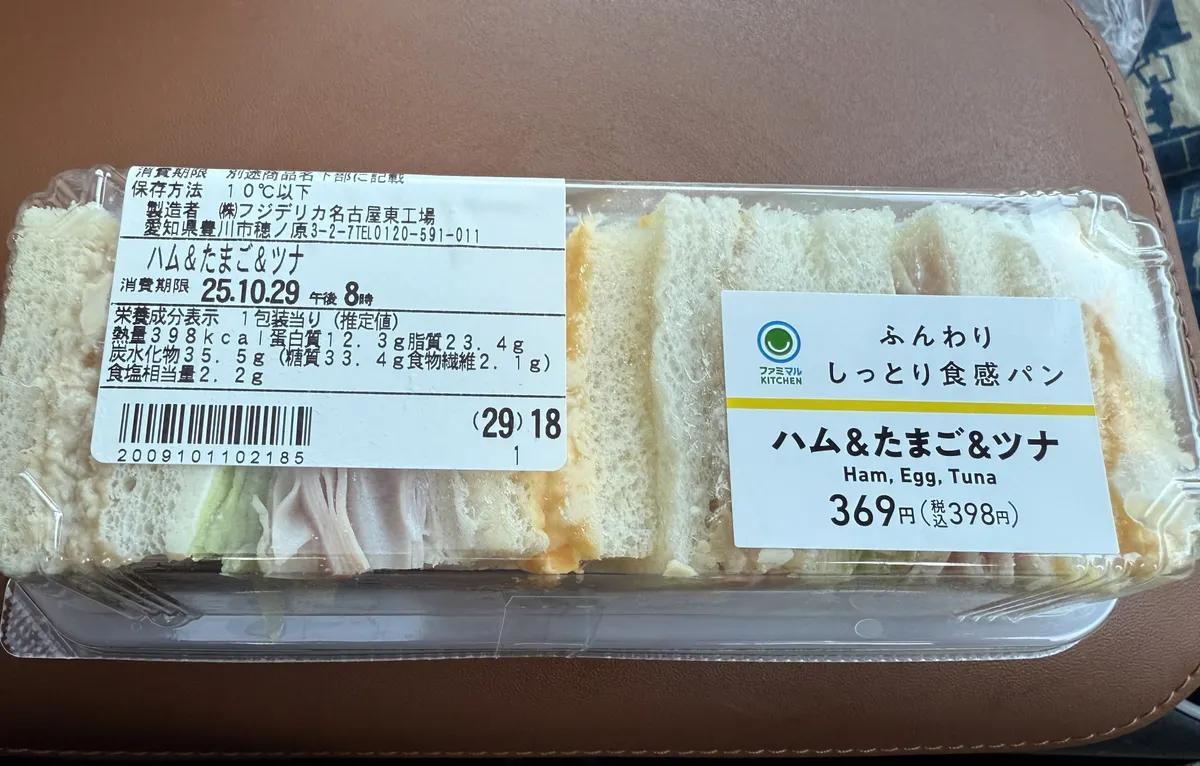 消費期限 別途商品名下部に記載
保存方法 10℃以下
製造者 ㈱フジデリカ名古屋東工場
愛知県豊川市穂ノ原3-2-7TEL0120-591-011
ハム&たまご&ツナ
消費期限 25.10.29 午後 8時
栄養成分表示 1包装当り (推定値)
熱量398kcal蛋白質12.3g脂質23.4g
炭水化物35.5g(糖質33.4g食物繊維2.1g)
食塩相当量2.2g
(29)18
2009101102185
1
ファミマル
KITCHEN
ふんわり
しっとり食感パン
ハム&たまご&ツナ
Ham, Egg, Tuna
369円(税込398円)